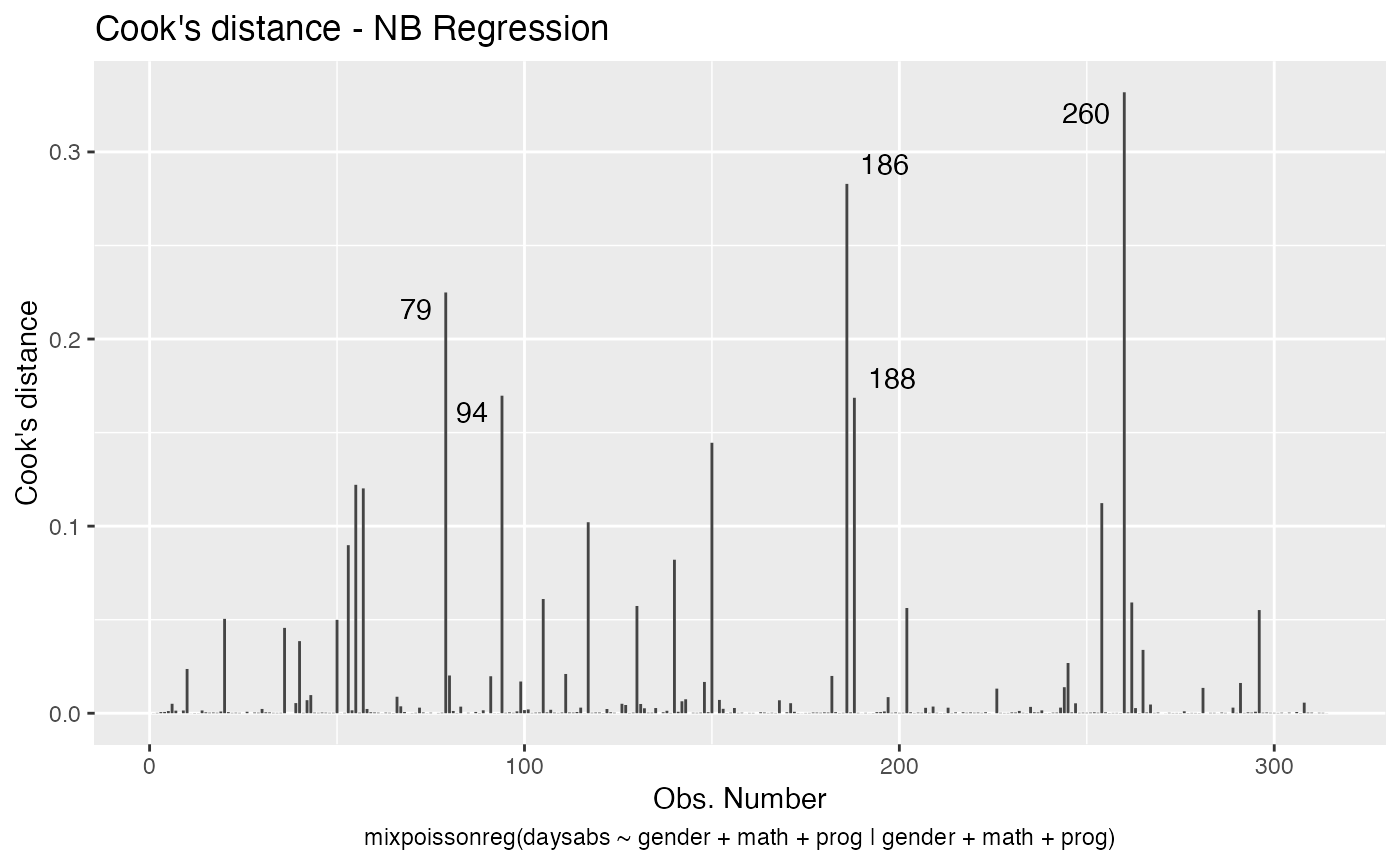 Cook's distance - NB Regression
260
0.3
186
79
0.2
188
94
Cook's distance
0.1
0.0
0 100 200 300
Obs. Number
mixpoissonreg(daysabs ~ gender + math + prog | gender + math + prog)